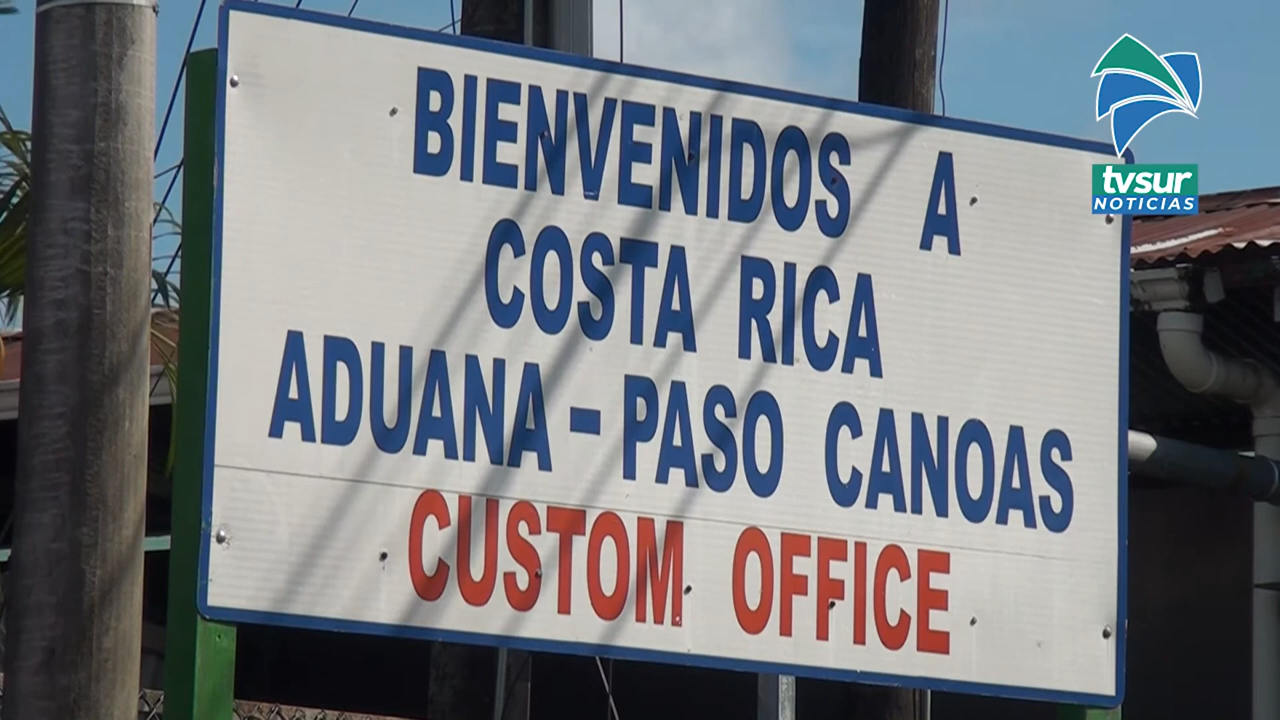 BIENVENIDOS A
COSTA RICA
ADUANA - PASO CANOAS
CUSTOM OFFICE
tvsur
NOTICIAS